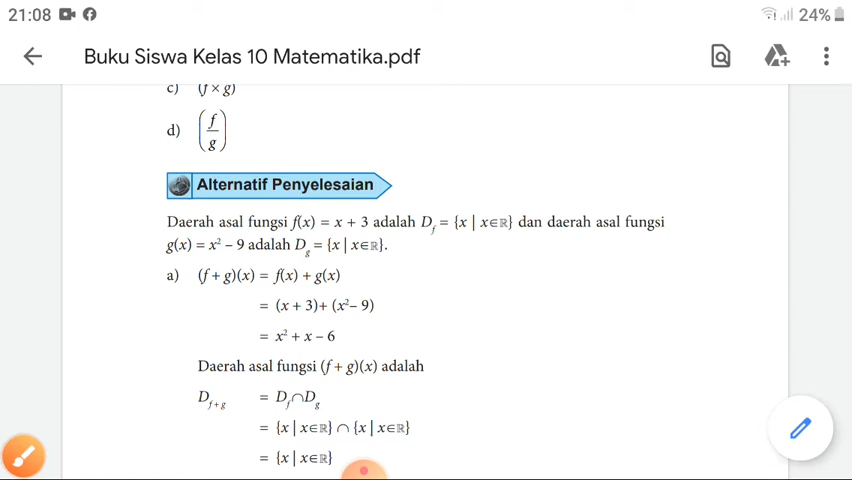 21:08 24%
Buku Siswa Kelas 10 Matematika.pdf
c) (f × g)
d) (f/g)
Alternatif Penyelesaian
Daerah asal fungsi f(x) = x + 3 adalah D_f = {x | x∈ℝ} dan daerah asal fungsi
g(x) = x² – 9 adalah D_g = {x | x∈ℝ}.
a) (f + g)(x) = f(x) + g(x)
= (x + 3)+ (x²– 9)
= x² + x – 6
Daerah asal fungsi (f + g)(x) adalah
D_f+g = D_f∩D_g
= {x | x∈ℝ} ∩ {x | x∈ℝ}
= {x | x∈ℝ}